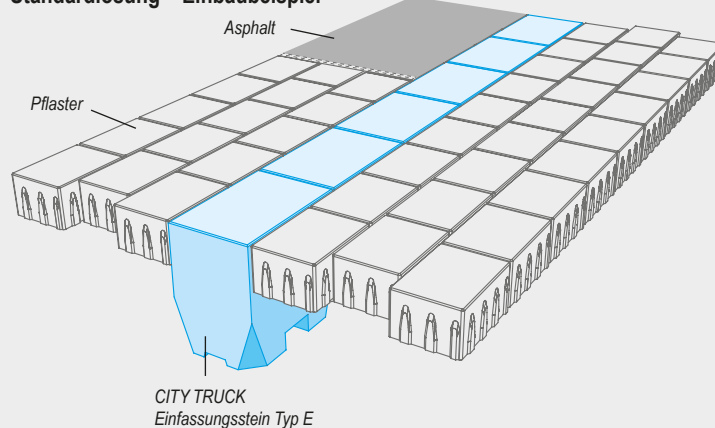 Standardlösung – Einbaubeispiel
Asphalt
Pflaster
CITY TRUCK
Einfassungsstein Typ E